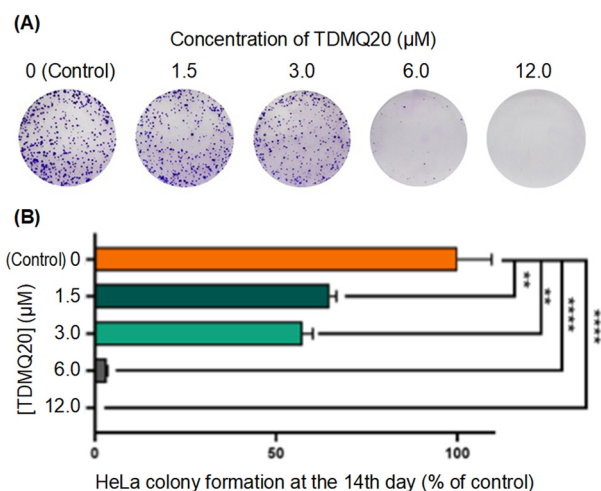 (A)
Concentration of TDMQ20 (µM)
0 (Control) 1.5 3.0 6.0 12.0
(B)
(Control) 0
1.5
3.0
6.0
12.0
[TDMQ20] (µM)
**
**
****
****
0 50 100
HeLa colony formation at the 14th day (% of control)